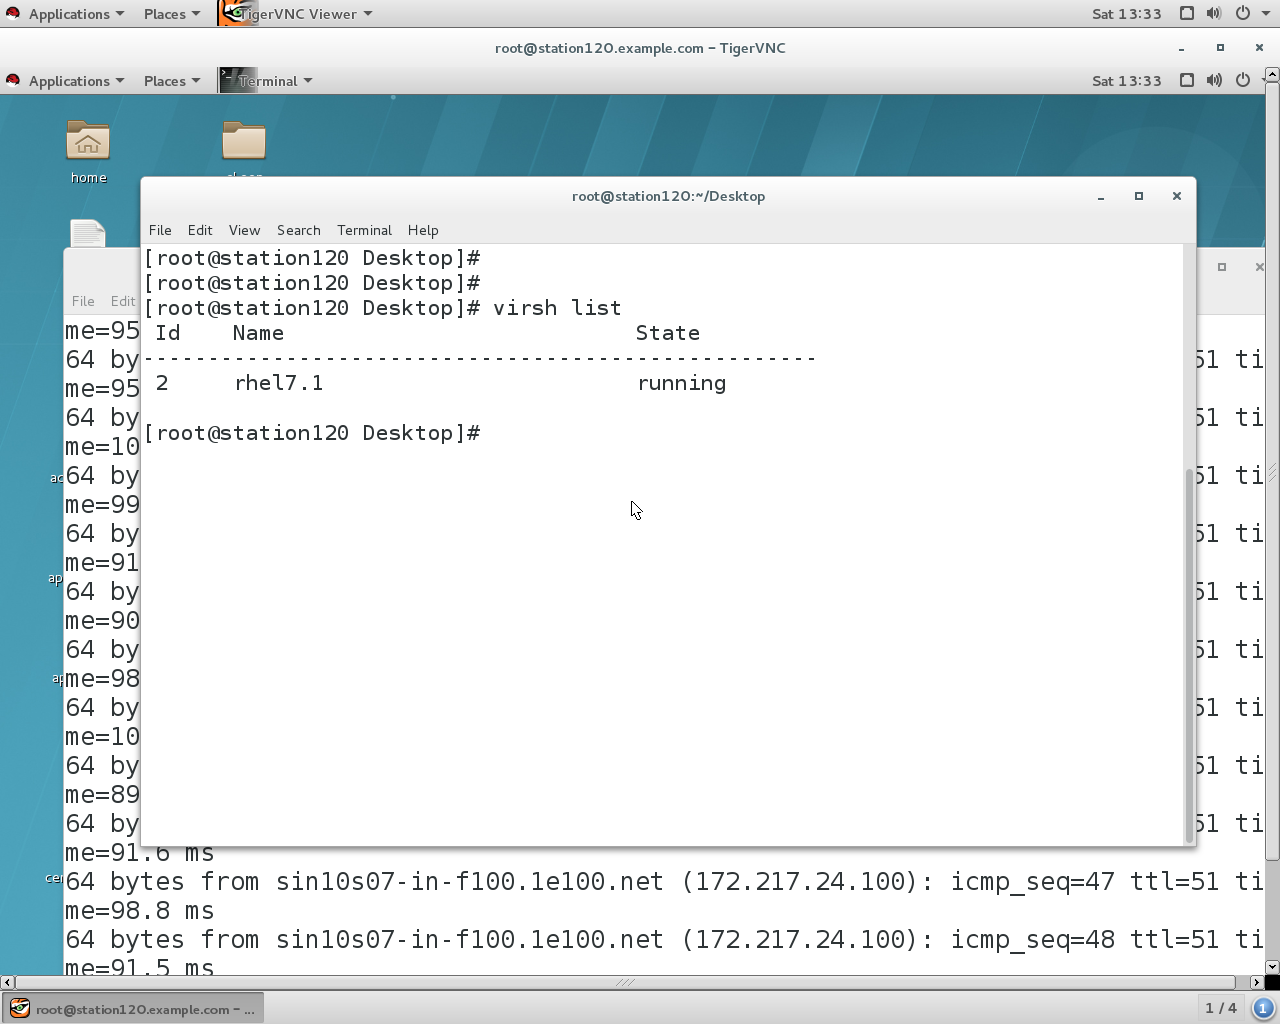 Applications Places TigerVNC Viewer Sat 13:33
root@station120.example.com - TigerVNC
Applications Places Terminal Sat 13:33
home
root@station120:~/Desktop
File Edit View Search Terminal Help
[root@station120 Desktop]#
[root@station120 Desktop]#
[root@station120 Desktop]# virsh list
Id Name State
----------------------------------------------------
2 rhel7.1 running
[root@station120 Desktop]#
File Edit
me=95
64 by 51 ti
me=95
64 by 51 ti
me=10
64 by 51 ti
me=99
64 by 51 ti
me=91
64 by 51 ti
me=90
64 by 51 ti
me=98
64 by 51 ti
me=10
64 by 51 ti
me=89
64 by 51 ti
me=91.6 ms
64 bytes from sin10s07-in-f100.1e100.net (172.217.24.100): icmp_seq=47 ttl=51 ti
me=98.8 ms
64 bytes from sin10s07-in-f100.1e100.net (172.217.24.100): icmp_seq=48 ttl=51 ti
me=91.5 ms
root@station120.example.com - ...
1 / 4 1